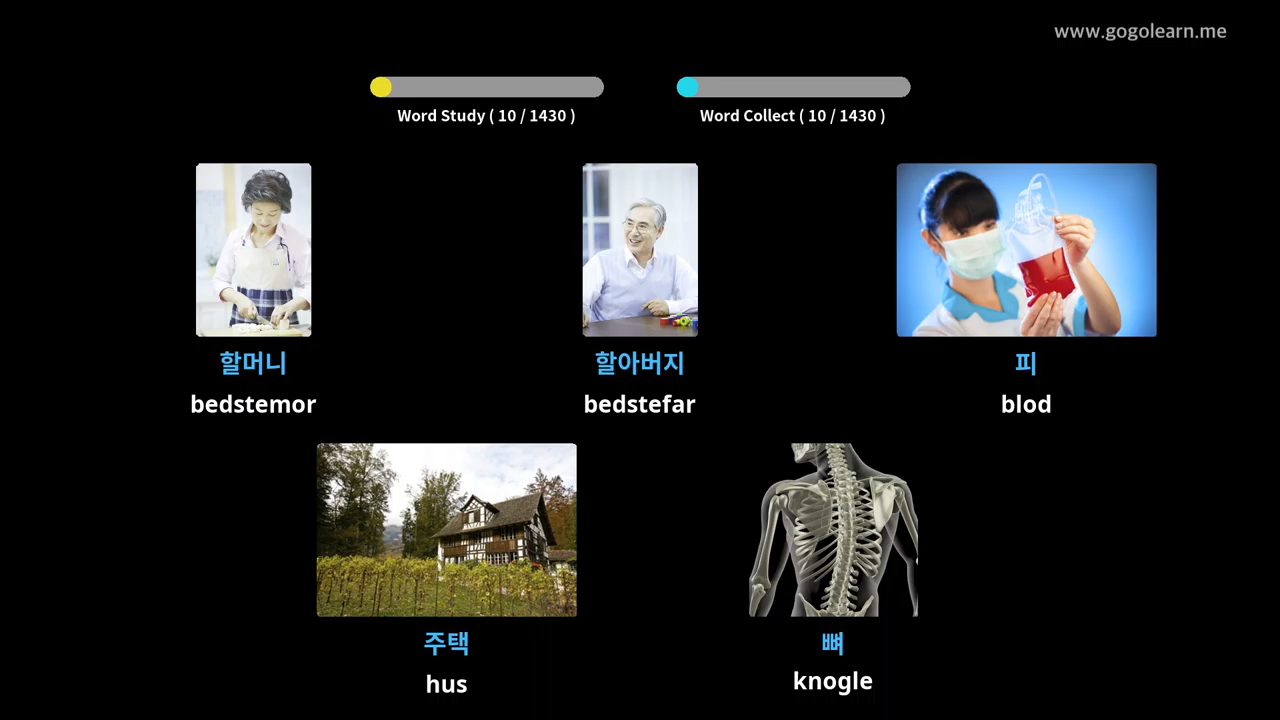 www.gogolearn.me
Word Study ( 10 / 1430 )
Word Collect ( 10 / 1430 )
할머니
bedstemor
할아버지
bedstefar
피
blod
주택
hus
뼈
knogle